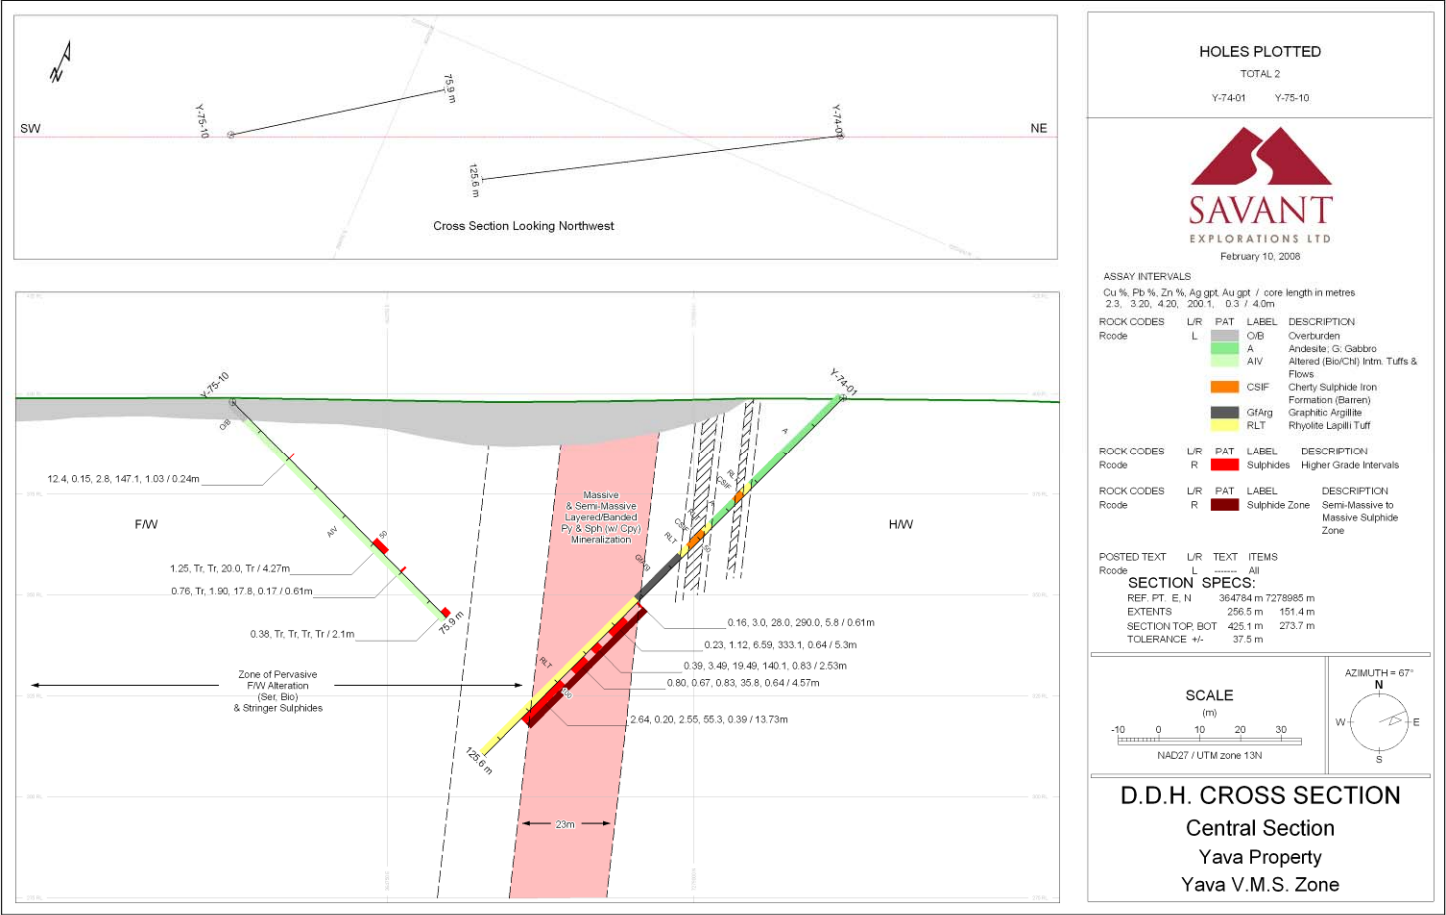 N
Y-75-10
75.9 m
Y-74-01
SW
NE
125.6 m
Cross Section Looking Northwest
Y-75-10
Y-74-01
O/B
A
12.4, 0.15, 2.8, 147.1, 1.03 / 0.24m
RLT
CSIF
Massive
& Semi-Massive
Layered/Banded
Py & Sph (w/ Cpy)
Mineralization
F/W
H/W
AIV
50
CSIF
RLT
50
GfArg
1.25, Tr, Tr, 20.0, Tr / 4.27m
0.76, Tr, 1.90, 17.8, 0.17 / 0.61m
75.9 m
0.38, Tr, Tr, Tr, Tr / 2.1m
0.16, 3.0, 28.0, 290.0, 5.8 / 0.61m
0.23, 1.12, 6.59, 333.1, 0.64 / 5.3m
RLT
0.39, 3.49, 19.49, 140.1, 0.83 / 2.53m
0.80, 0.67, 0.83, 35.8, 0.64 / 4.57m
100
Zone of Pervasive
F/W Alteration
(Ser, Bio)
& Stringer Sulphides
2.64, 0.20, 2.55, 55.3, 0.39 / 13.73m
125.6 m
23m
HOLES PLOTTED
TOTAL 2
Y-74-01 Y-75-10
SAVANT
EXPLORATIONS LTD
February 10, 2008
ASSAY INTERVALS
Cu %, Pb %, Zn %, Ag gpt, Au gpt / core length in metres
2.3, 3.20, 4.20, 200.1, 0.3 / 4.0m
ROCK CODES L/R PAT LABEL DESCRIPTION
Rcode L O/B Overburden
A Andesite; G: Gabbro
AIV Altered (Bio/Chl) Intm. Tuffs &
Flows
CSIF Cherty Sulphide Iron
Formation (Barren)
GfArg Graphitic Argillite
RLT Rhyolite Lapilli Tuff
ROCK CODES L/R PAT LABEL DESCRIPTION
Rcode R Sulphides Higher Grade Intervals
ROCK CODES L/R PAT LABEL DESCRIPTION
Rcode R Sulphide Zone Semi-Massive to
Massive Sulphide
Zone
POSTED TEXT L/R TEXT ITEMS
Rcode L ------- All
SECTION SPECS:
REF. PT. E, N 364784 m 7278985 m
EXTENTS 256.5 m 151.4 m
SECTION TOP, BOT 425.1 m 273.7 m
TOLERANCE +/- 37.5 m
SCALE
(m)
-10 0 10 20 30
NAD27 / UTM zone 13N
AZIMUTH = 67°
N
W
E
S
D.D.H. CROSS SECTION
Central Section
Yava Property
Yava V.M.S. Zone